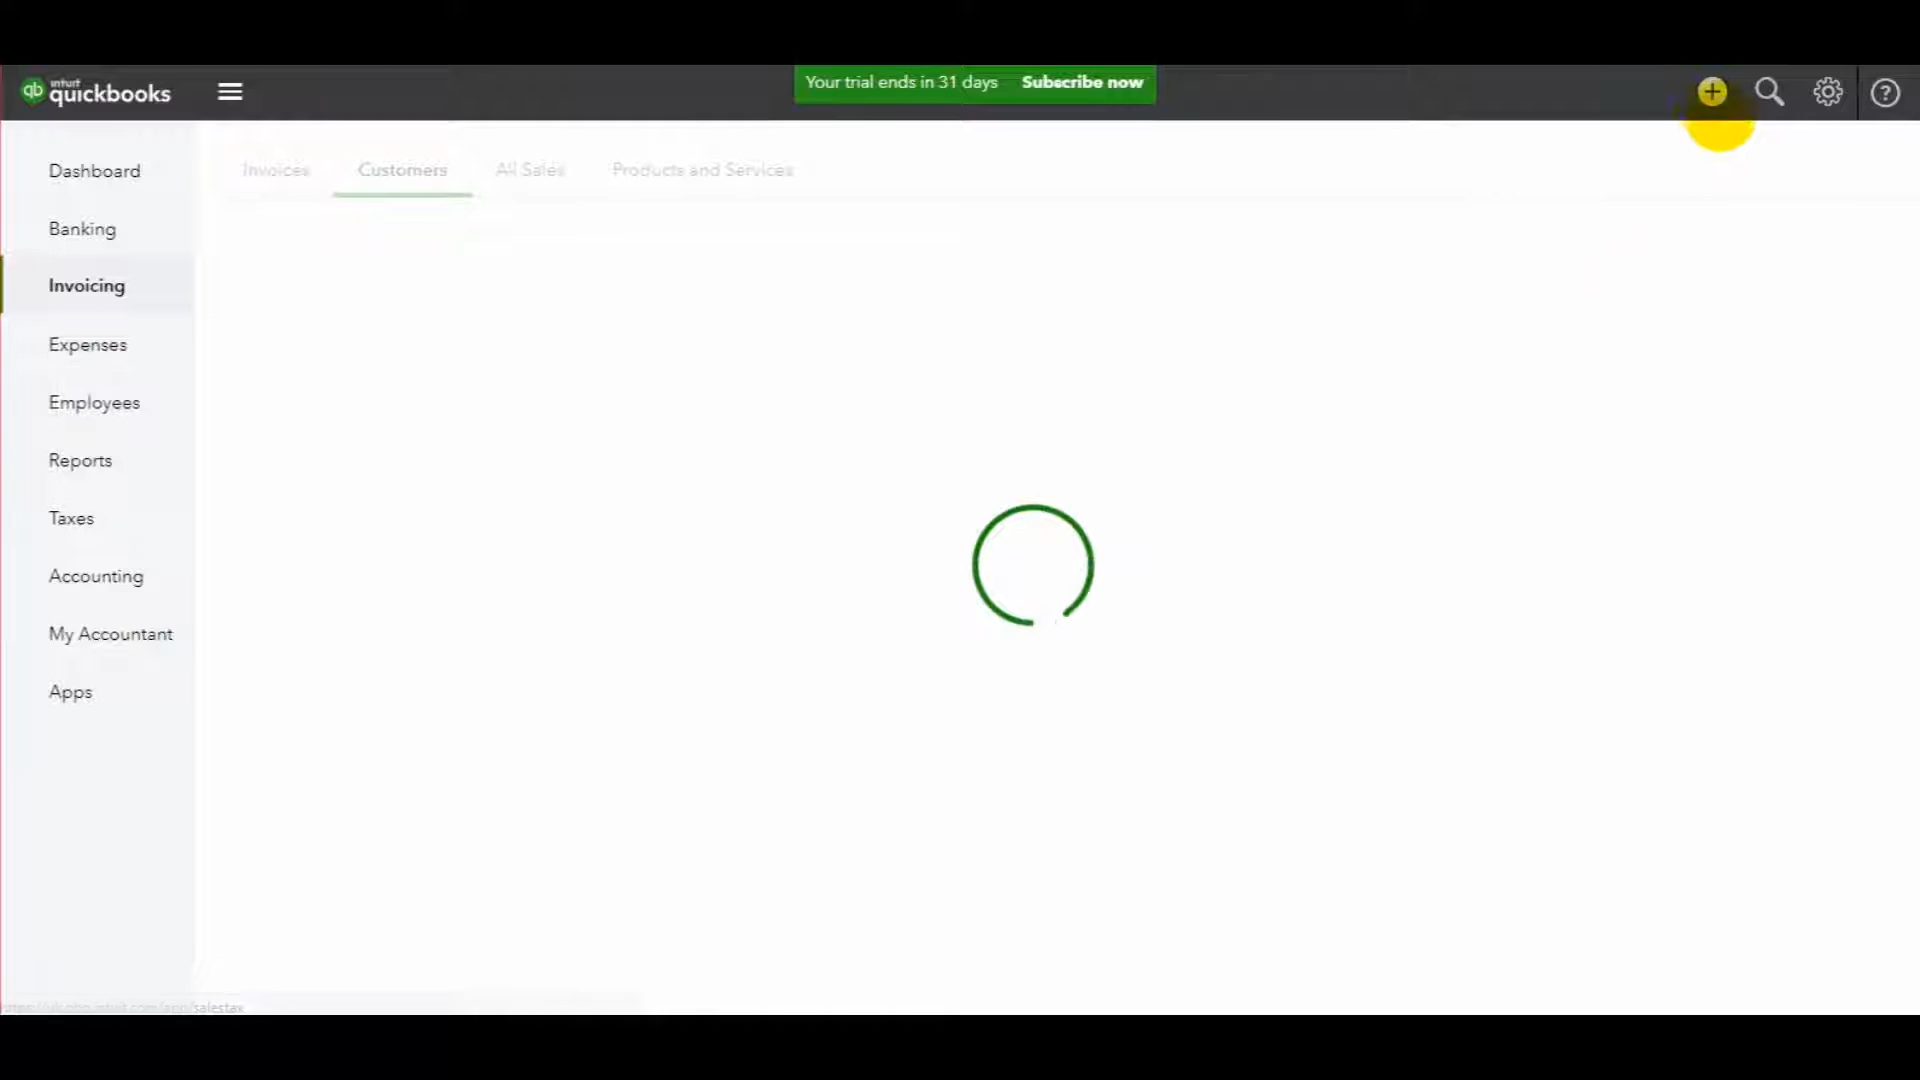 intuit
quickbooks
Your trial ends in 31 days Subscribe now
Invoices Customers All Sales Products and Services
Dashboard
Banking
Invoicing
Expenses
Employees
Reports
Taxes
Accounting
My Accountant
Apps